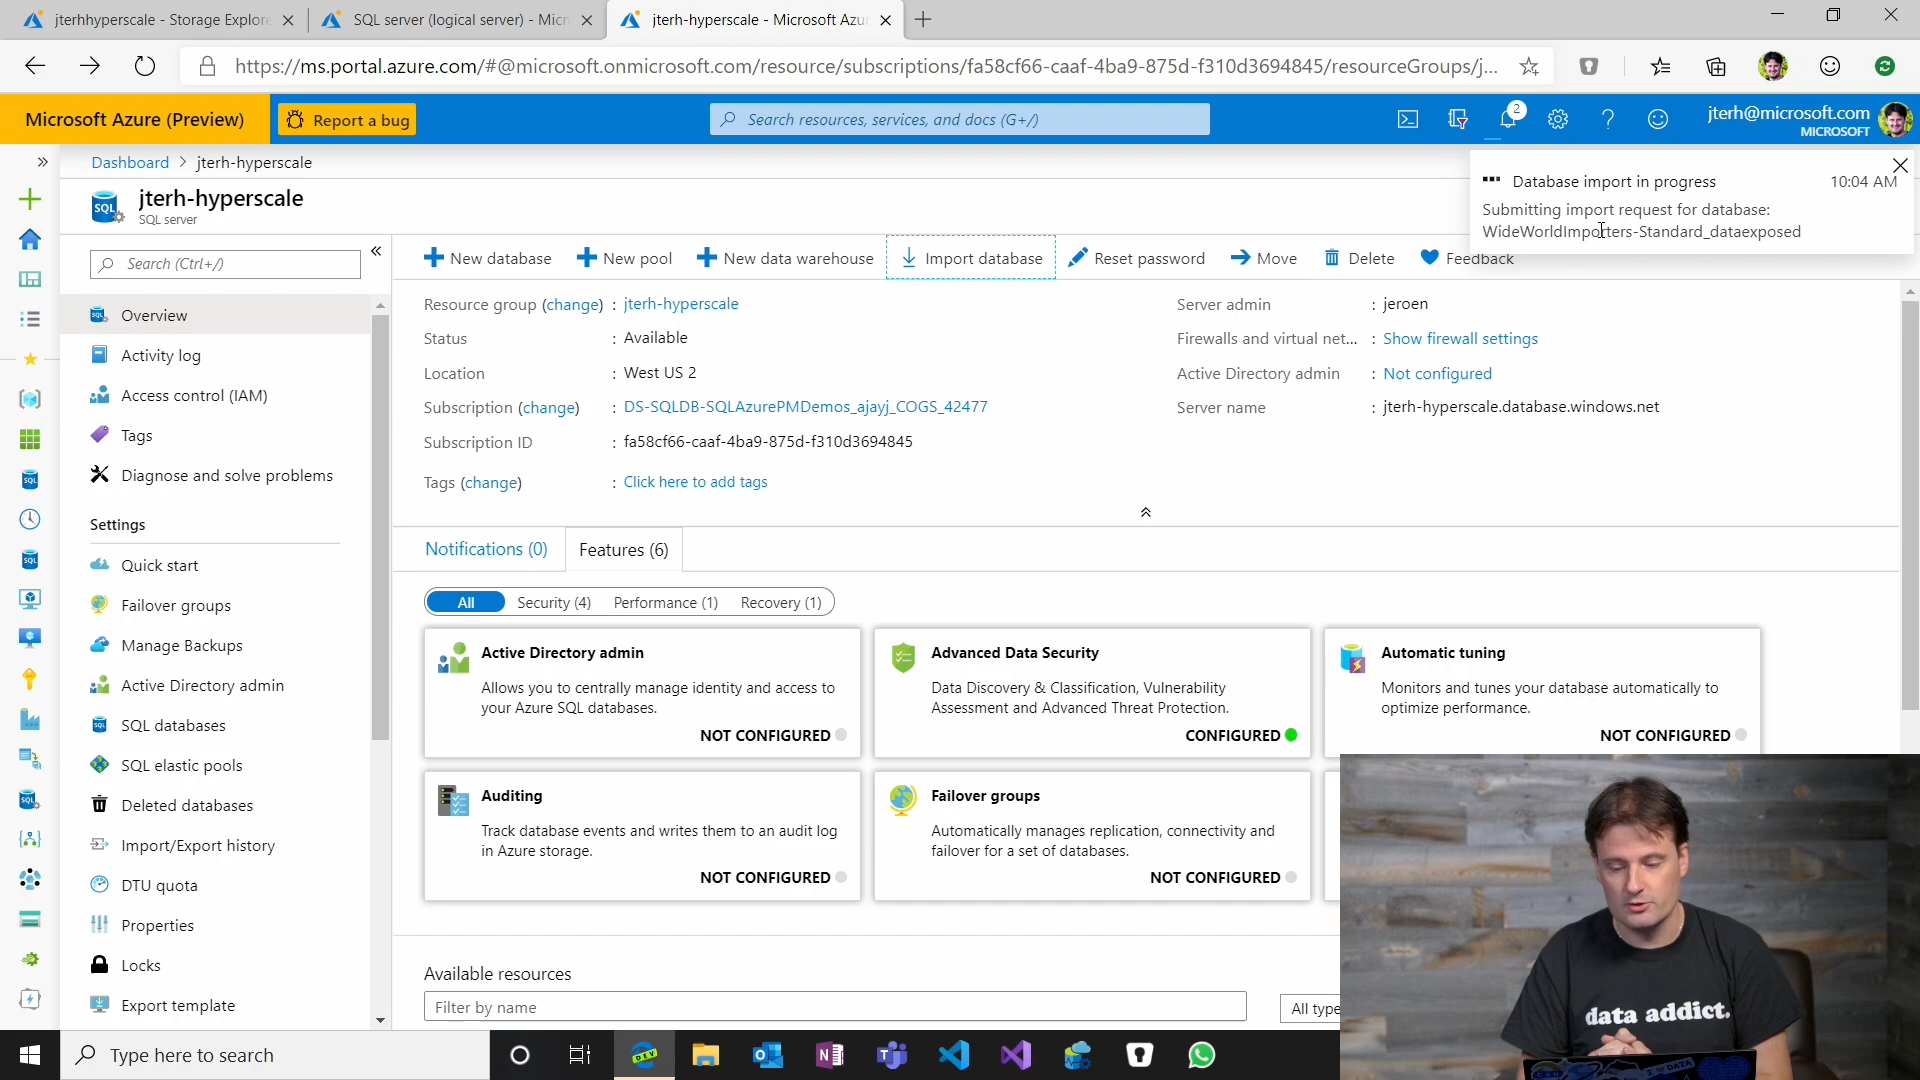 jterhhyperscale - Storage Explore
SQL server (logical server) - Micr
jterh-hyperscale - Microsoft Azur
https://ms.portal.azure.com/#@microsoft.onmicrosoft.com/resource/subscriptions/fa58cf66-caaf-4ba9-875d-f310d3694845/resourceGroups/j...
Microsoft Azure (Preview)
Report a bug
Search resources, services, and docs (G+/)
2
jterh@microsoft.com
MICROSOFT
Dashboard > jterh-hyperscale
jterh-hyperscale
SQL server
Database import in progress
10:04 AM
Submitting import request for database:
WideWorldImporters-Standard_dataexposed
Search (Ctrl+/)
New database
New pool
New data warehouse
Import database
Reset password
Move
Delete
Feedback
Overview
Activity log
Access control (IAM)
Tags
Diagnose and solve problems
Settings
Quick start
Failover groups
Manage Backups
Active Directory admin
SQL databases
SQL elastic pools
Deleted databases
Import/Export history
DTU quota
Properties
Locks
Export template
Resource group (change) : jterh-hyperscale
Status : Available
Location : West US 2
Subscription (change) : DS-SQLDB-SQLAzurePMDemos_ajayj_COGS_42477
Subscription ID : fa58cf66-caaf-4ba9-875d-f310d3694845
Tags (change) : Click here to add tags
Server admin : jeroen
Firewalls and virtual net... : Show firewall settings
Active Directory admin : Not configured
Server name : jterh-hyperscale.database.windows.net
Notifications (0)
Features (6)
All
Security (4)
Performance (1)
Recovery (1)
Active Directory admin
Allows you to centrally manage identity and access to
your Azure SQL databases.
NOT CONFIGURED
Advanced Data Security
Data Discovery & Classification, Vulnerability
Assessment and Advanced Threat Protection.
CONFIGURED
Automatic tuning
Monitors and tunes your database automatically to
optimize performance.
NOT CONFIGURED
Auditing
Track database events and writes them to an audit log
in Azure storage.
NOT CONFIGURED
Failover groups
Automatically manages replication, connectivity and
failover for a set of databases.
NOT CONFIGURED
Available resources
Filter by name
All type
data addict.
Type here to search
DEV